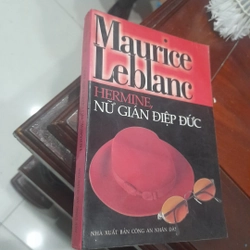 Maurice
Leblanc
HERMINE,
NỮ GIÁN ĐIỆP ĐỨC
NHÀ XUẤT BẢN CÔNG AN NHÂN DÂN